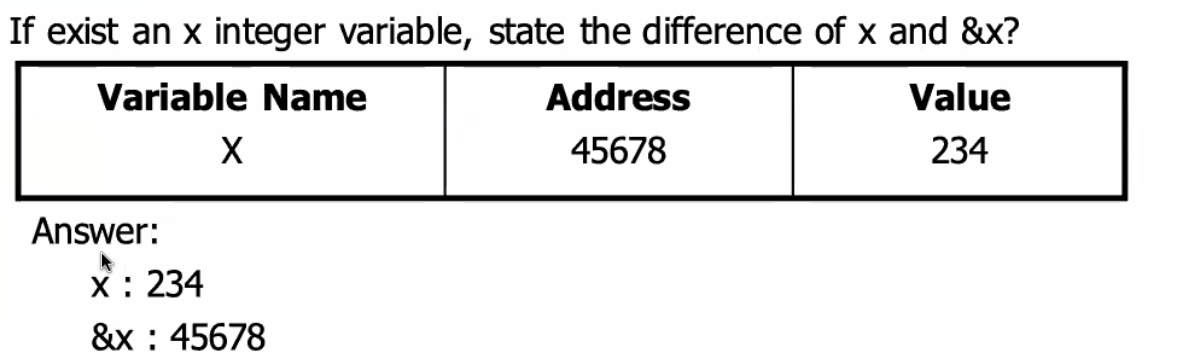 If exist an x integer variable, state the difference of x and &x?
Variable Name Address Value
X 45678 234
Answer:
x : 234
&x : 45678